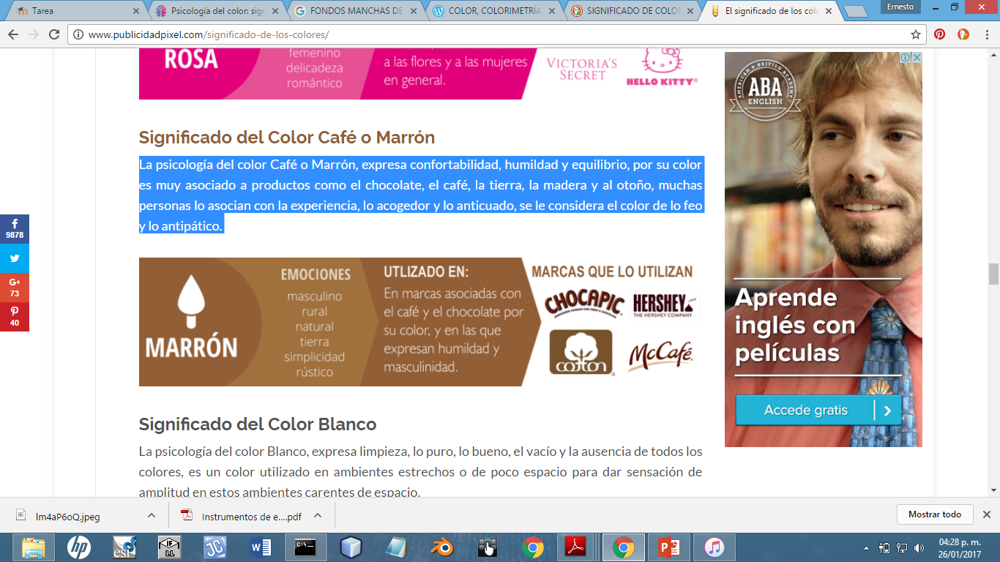 Tarea
Psicología del color: sign
FONDOS MANCHAS DE
COLOR, COLORIMETRÍA
SIGNIFICADO DE COLOR
El significado de los colo
Ernesto
www.publicidadpixel.com/significado-de-los-colores/
ROSA
femenino
delicadeza
romántico
a las flores y a las mujeres
en general.
VICTORIA'S
SECRET
HELLO KITTY®
Significado del Color Café o Marrón
La psicología del color Café o Marrón, expresa confortabilidad, humildad y equilibrio, por su color
es muy asociado a productos como el chocolate, el café, la tierra, la madera y al otoño, muchas
personas lo asocian con la experiencia, lo acogedor y lo anticuado, se le considera el color de lo feo
y lo antipático.
9878
G+
73
40
MARRÓN
EMOCIONES
masculino
rural
natural
tierra
simplicidad
rústico
UTLIZADO EN:
En marcas asociadas con
el café y el chocolate por
su color, y en las que
expresan humildad y
masculinidad.
MARCAS QUE LO UTILIZAN
CHOCAPIC
HERSHEY
THE HERSHEY COMPANY
cotton
McCafé
Significado del Color Blanco
La psicología del color Blanco, expresa limpieza, lo puro, lo bueno, el vacío y la ausencia de todos los
colores, es un color utilizado en ambientes estrechos o de poco espacio para dar sensación de
amplitud en estos ambientes carentes de espacio.
AMERICAN & BRITISH ACADEMY
ABA
ENGLISH
Aprende
inglés con
películas
Accede gratis
Im4aP6oQ.jpeg
Instrumentos de e....pdf
Mostrar todo
04:28 p. m.
26/01/2017